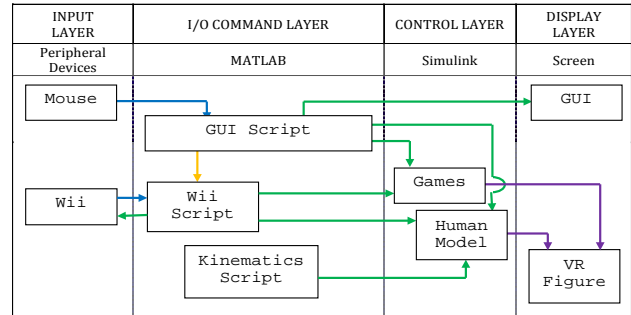 INPUT
LAYER
I/O COMMAND LAYER
CONTROL LAYER
DISPLAY
LAYER
Peripheral
Devices
MATLAB
Simulink
Screen
Mouse
GUI
GUI Script
Games
Wii
Wii
Script
Human
Model
Kinematics
Script
VR
Figure